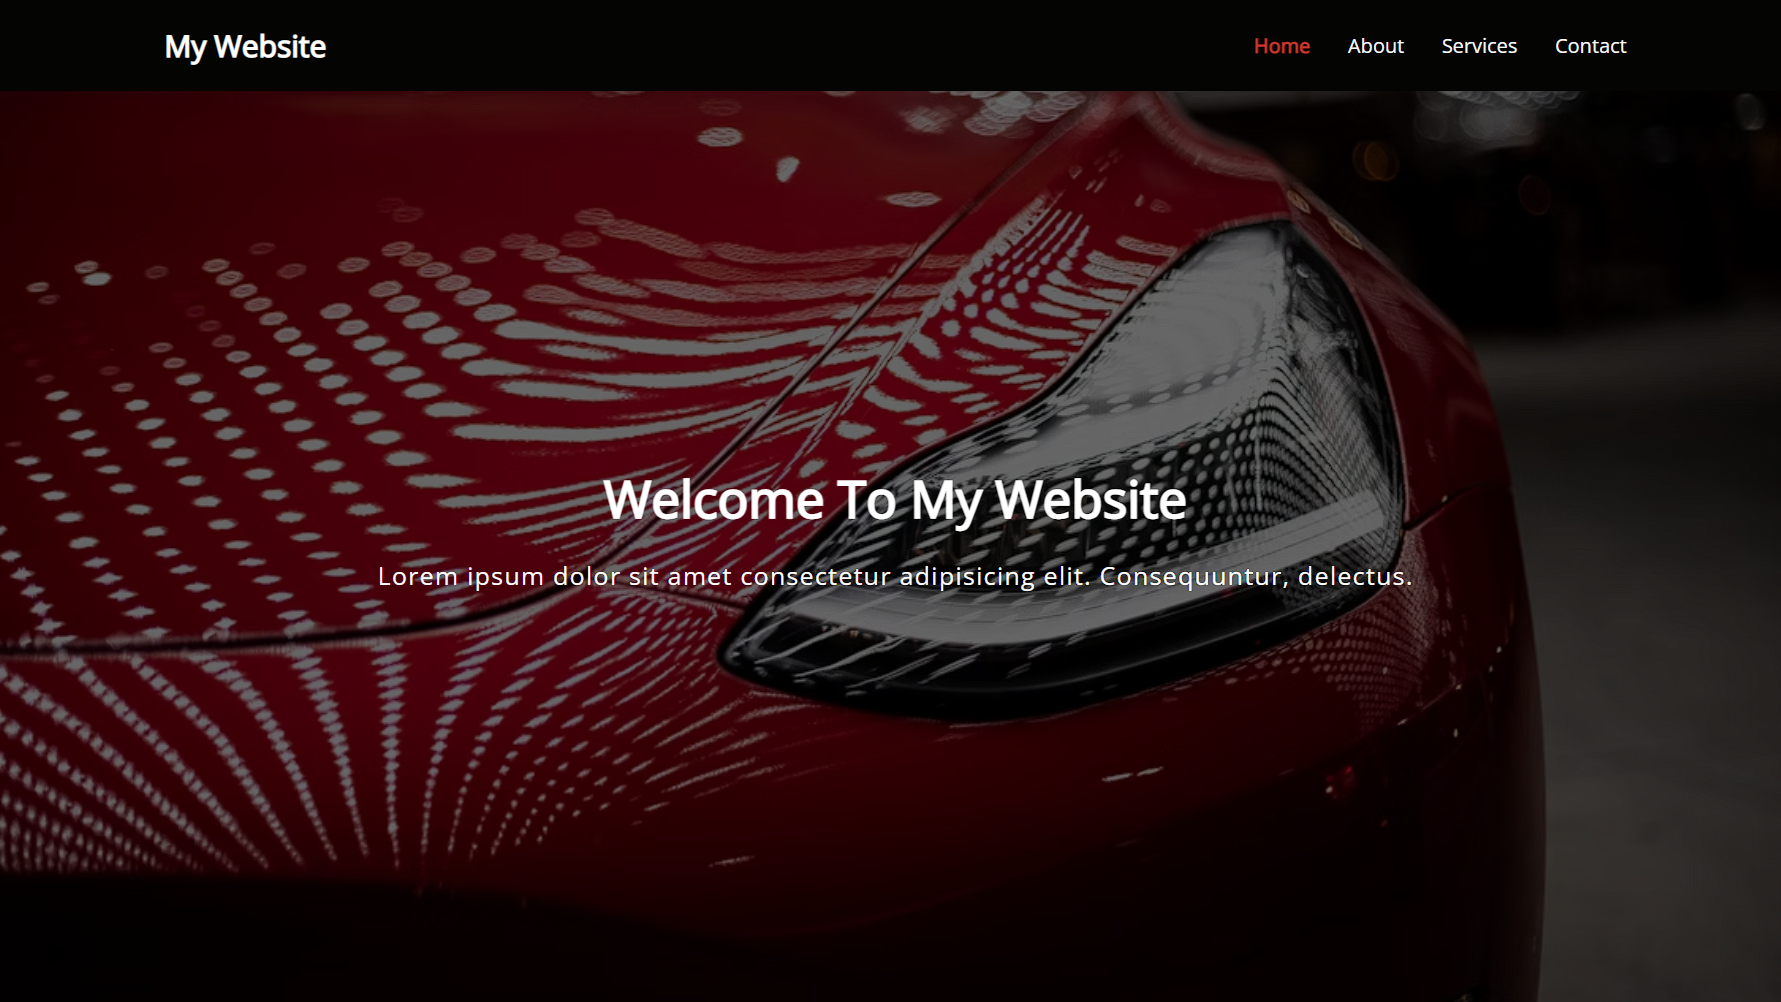 My Website
Home About Services Contact
Welcome To My Website
Lorem ipsum dolor sit amet consectetur adipisicing elit. Consequuntur, delectus.